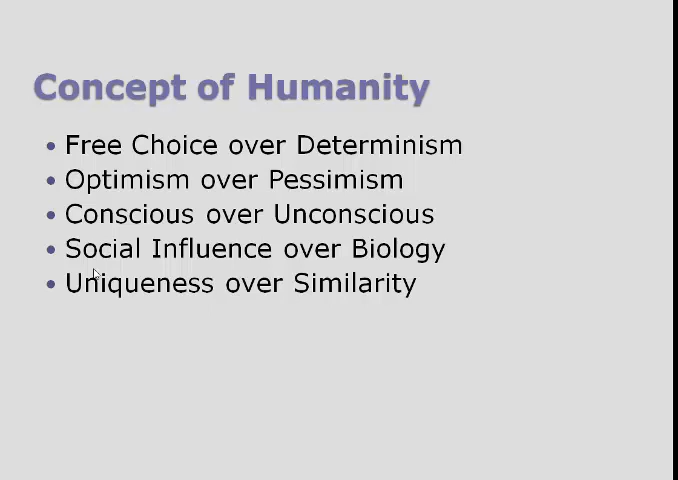 Concept of Humanity
• Free Choice over Determinism
• Optimism over Pessimism
• Conscious over Unconscious
• Social Influence over Biology
• Uniqueness over Similarity